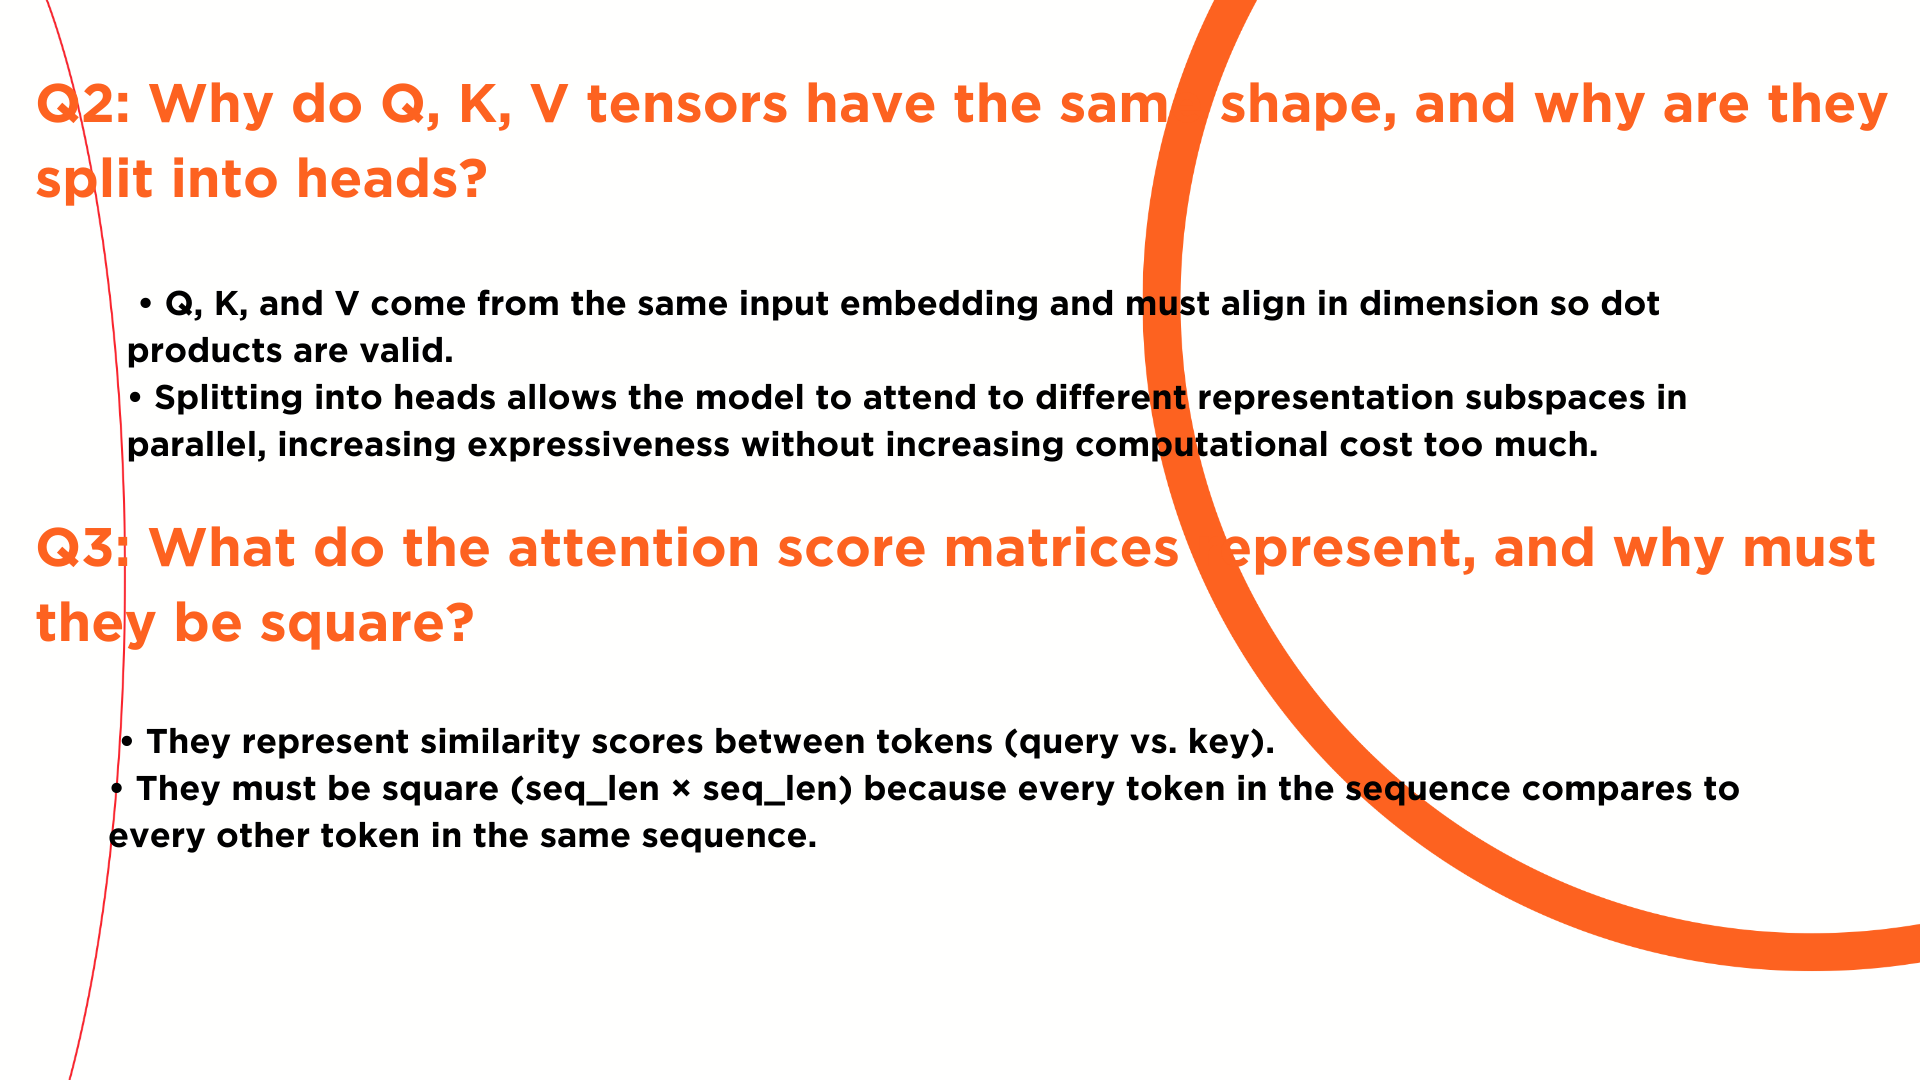 Q2: Why do Q, K, V tensors have the sam shape, and why are they
split into heads?
• Q, K, and V come from the same input embedding and must align in dimension so dot
products are valid.
• Splitting into heads allows the model to attend to different representation subspaces in
parallel, increasing expressiveness without increasing computational cost too much.
Q3: What do the attention score matrices epresent, and why must
they be square?
• They represent similarity scores between tokens (query vs. key).
• They must be square (seq_len × seq_len) because every token in the sequence compares to
every other token in the same sequence.